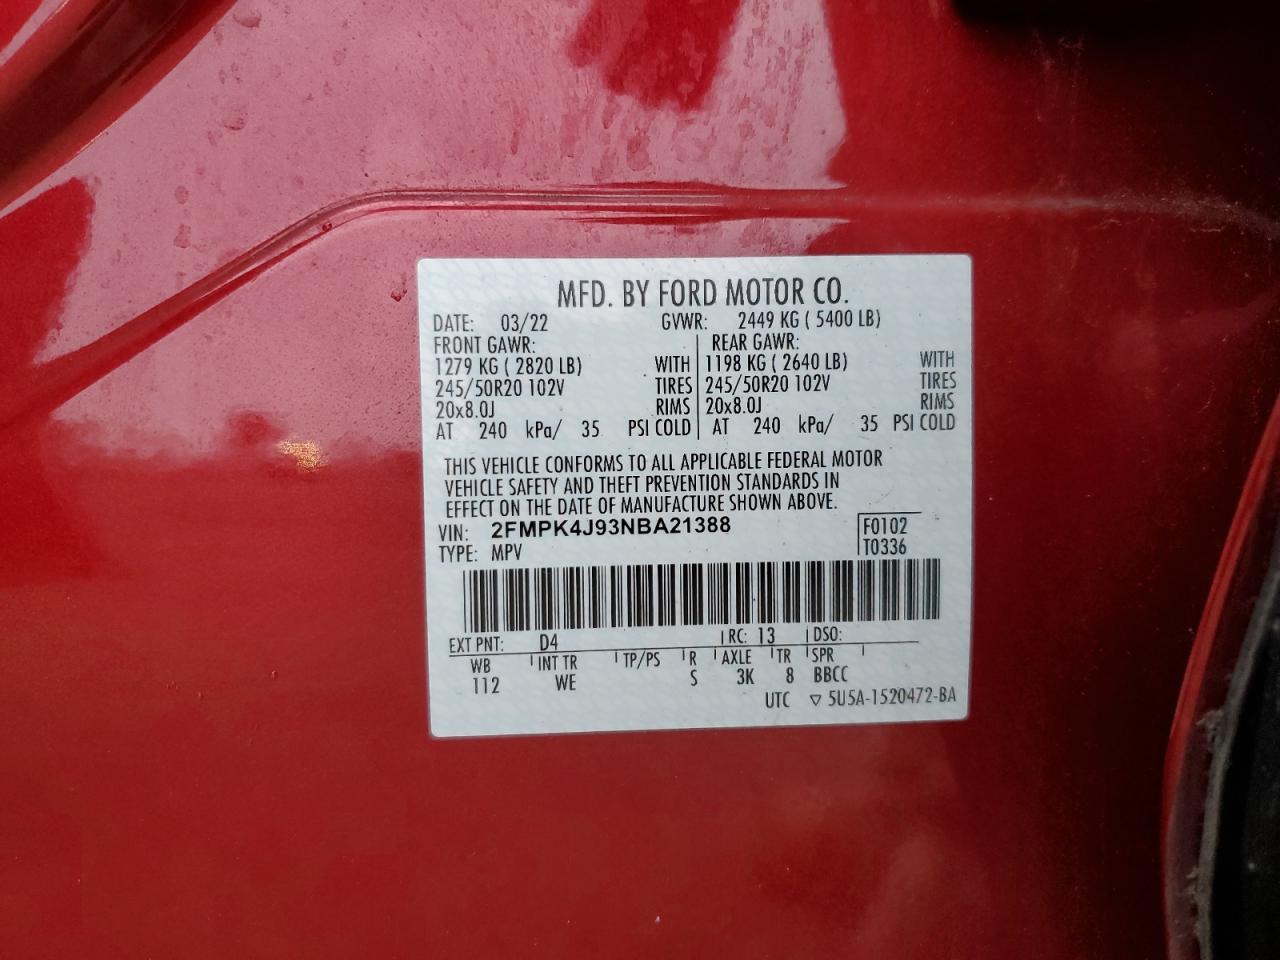 MFD. BY FORD MOTOR CO.
DATE: 03/22 GVWR: 2449 KG ( 5400 LB)
FRONT GAWR: REAR GAWR:
1279 KG ( 2820 LB) WITH 1198 KG ( 2640 LB) WITH
245/50R20 102V TIRES 245/50R20 102V TIRES
20x8.0J RIMS 20x8.0J RIMS
AT 240 kPa/ 35 PSI COLD AT 240 kPa/ 35 PSI COLD
THIS VEHICLE CONFORMS TO ALL APPLICABLE FEDERAL MOTOR
VEHICLE SAFETY AND THEFT PREVENTION STANDARDS IN
EFFECT ON THE DATE OF MANUFACTURE SHOWN ABOVE.
VIN: 2FMPK4J93NBA21388 F0102
TYPE: MPV T0336
EXT PNT: D4 RC: 13 DSO:
WB INT TR TP/PS R AXLE TR SPR
112 WE S 3K 8 BBCC
UTC ▽ 5U5A-1520472-BA